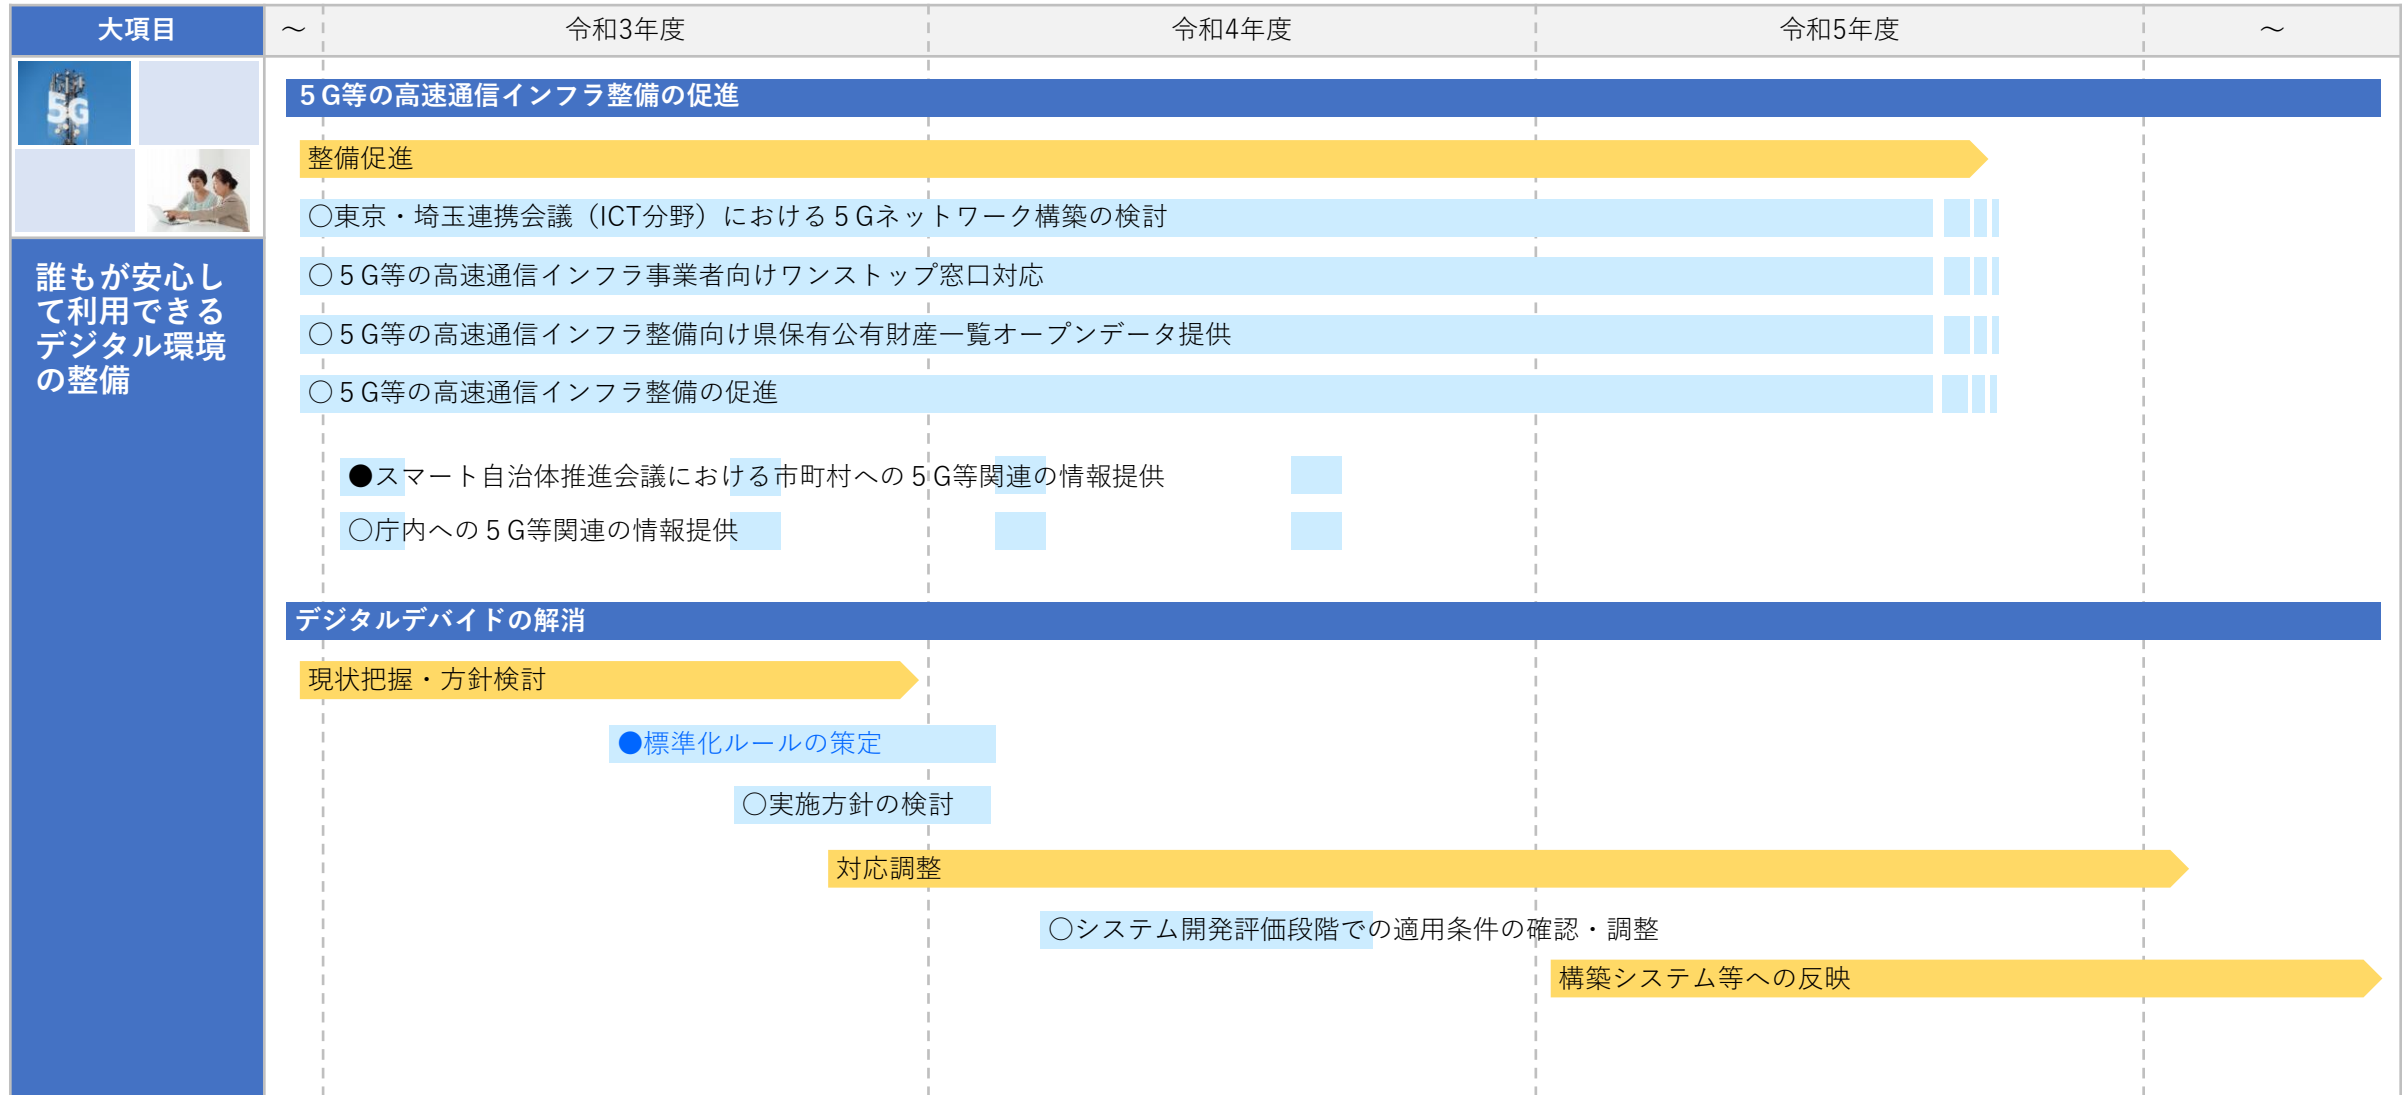 大項目
～
令和3年度
令和4年度
令和5年度
～
5G
誰もが安心し
て利用できる
デジタル環境
の整備
５G等の高速通信インフラ整備の促進
整備促進
○東京・埼玉連携会議（ICT分野）における５Gネットワーク構築の検討
○５G等の高速通信インフラ事業者向けワンストップ窓口対応
○５G等の高速通信インフラ整備向け県保有公有財産一覧オープンデータ提供
○５G等の高速通信インフラ整備の促進
●スマート自治体推進会議における市町村への５G等関連の情報提供
○庁内への５G等関連の情報提供
デジタルデバイドの解消
現状把握・方針検討
●標準化ルールの策定
○実施方針の検討
対応調整
○システム開発評価段階での適用条件の確認・調整
構築システム等への反映